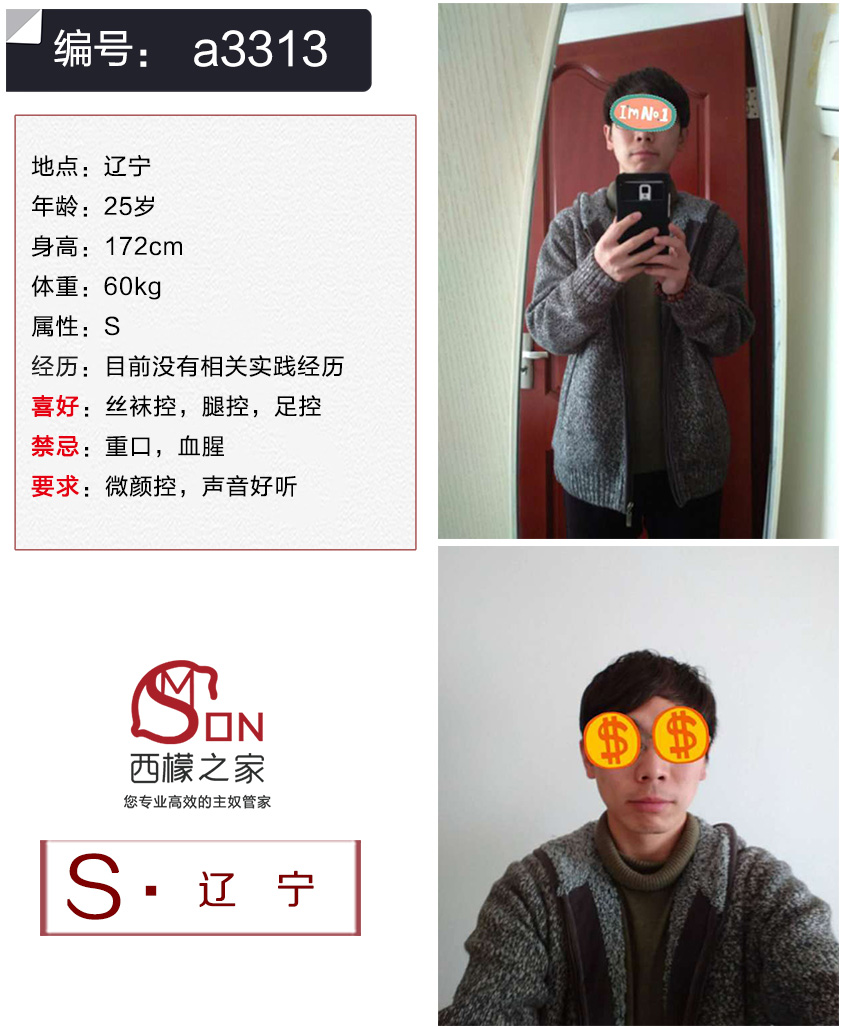 编号： a3313
地点：辽宁
年龄：25岁
身高：172cm
体重：60kg
属性：S
经历：目前没有相关实践经历
喜好：丝袜控，腿控，足控
禁忌：重口，血腥
要求：微颜控，声音好听
I'm No1
SMON
西檬之家
您专业高效的主奴管家
S·辽宁